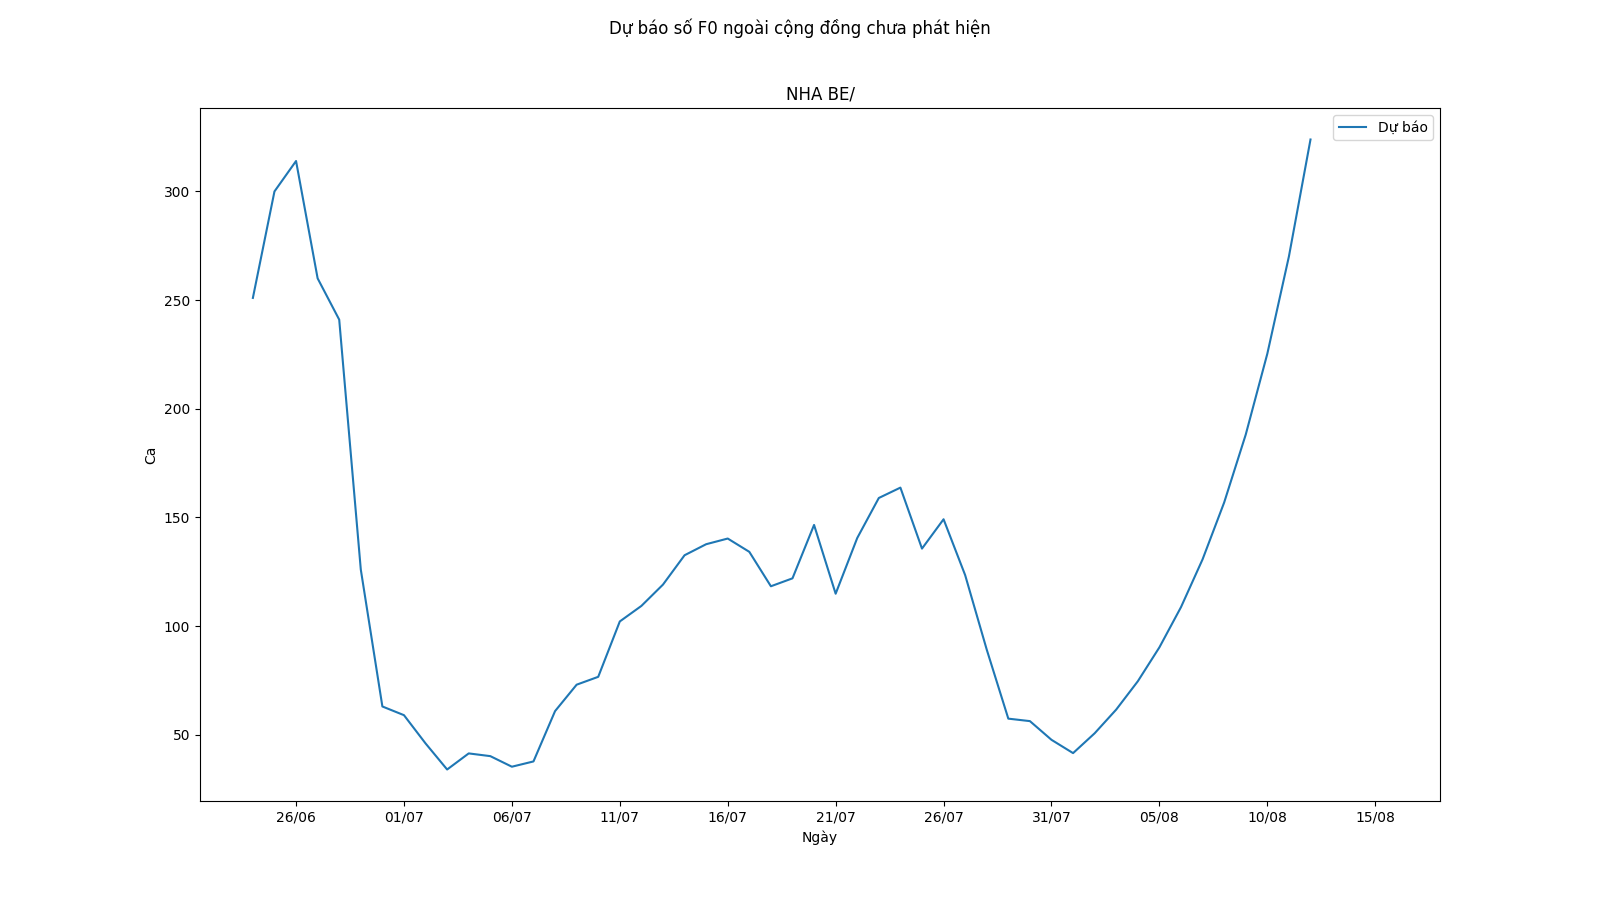 Dự báo số F0 ngoài cộng đồng chưa phát hiện
NHA BE/
Dự báo
300
250
200
150
100
50
Ca
26/06 01/07 06/07 11/07 16/07 21/07 26/07 31/07 05/08 10/08 15/08
Ngày